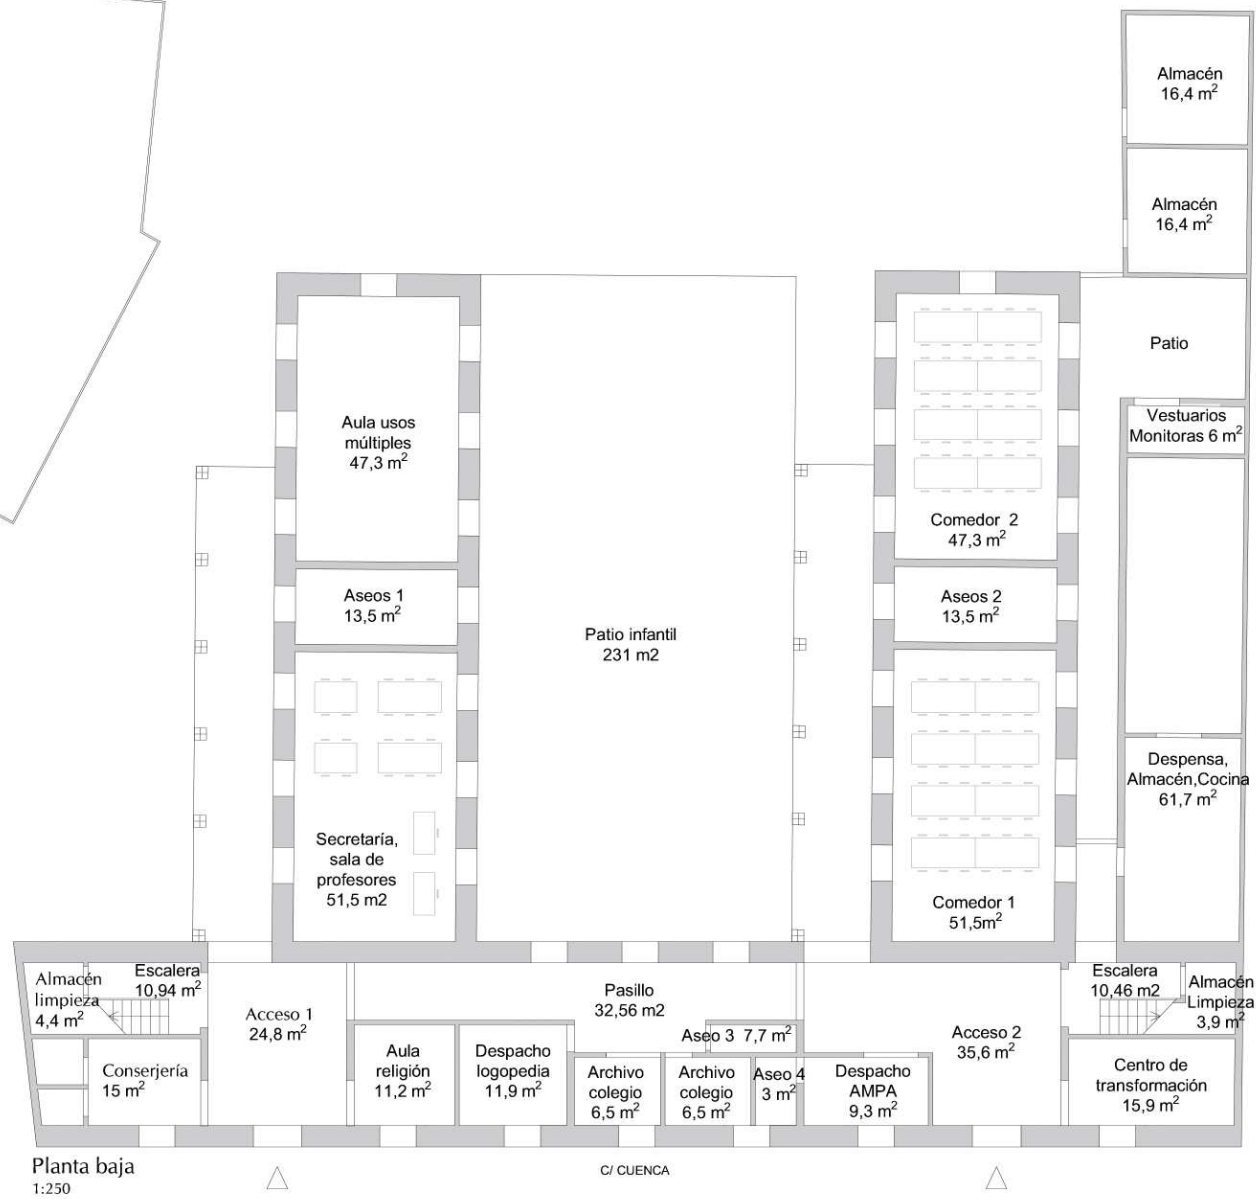 Almacén
16,4 m²
Almacén
16,4 m²
Patio
Vestuarios
Monitoras 6 m²
Aula usos
múltiples
47,3 m²
Comedor 2
47,3 m²
Aseos 1
13,5 m²
Aseos 2
13,5 m²
Patio infantil
231 m2
Despensa,
Almacén,Cocina
61,7 m²
Secretaría,
sala de
profesores
51,5 m2
Comedor 1
51,5m²
Almacén
limpieza
4,4 m²
Escalera
10,94 m²
Acceso 1
24,8 m²
Pasillo
32,56 m2
Aseo 3 7,7 m²
Acceso 2
35,6 m²
Escalera
10,46 m2
Almacén
Limpieza
3,9 m²
Conserjería
15 m²
Aula
religión
11,2 m²
Despacho
logopedia
11,9 m²
Archivo
colegio
6,5 m²
Archivo
colegio
6,5 m²
Aseo 4
3 m²
Despacho
AMPA
9,3 m²
Centro de
transformación
15,9 m²
Planta baja
1:250
C/ CUENCA